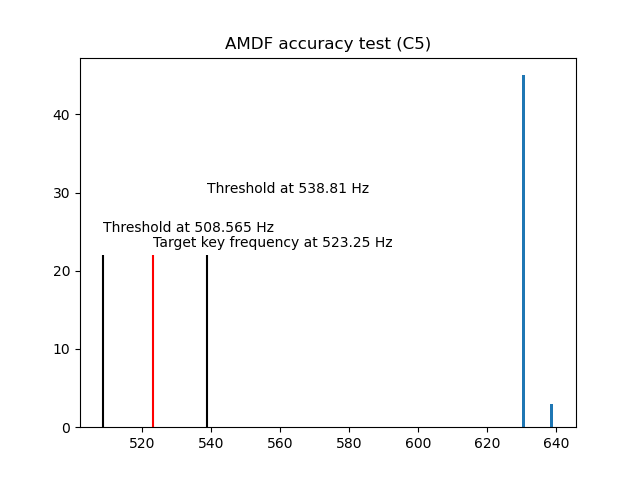 AMDF accuracy test (C5)
40
30
20
10
0
Threshold at 538.81 Hz
Threshold at 508.565 Hz
Target key frequency at 523.25 Hz
520 540 560 580 600 620 640